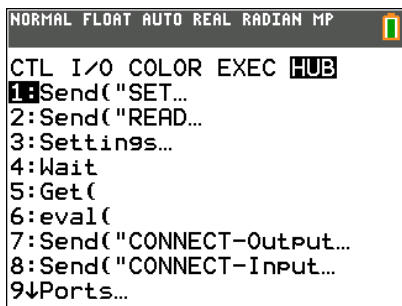 NORMAL FLOAT AUTO REAL RADIAN MP
CTL I/O COLOR EXEC HUB
1:Send("SET…
2:Send("READ…
3:Settings…
4:Wait
5:Get(
6:eval(
7:Send("CONNECT-Output…
8:Send("CONNECT-Input…
9↓Ports…